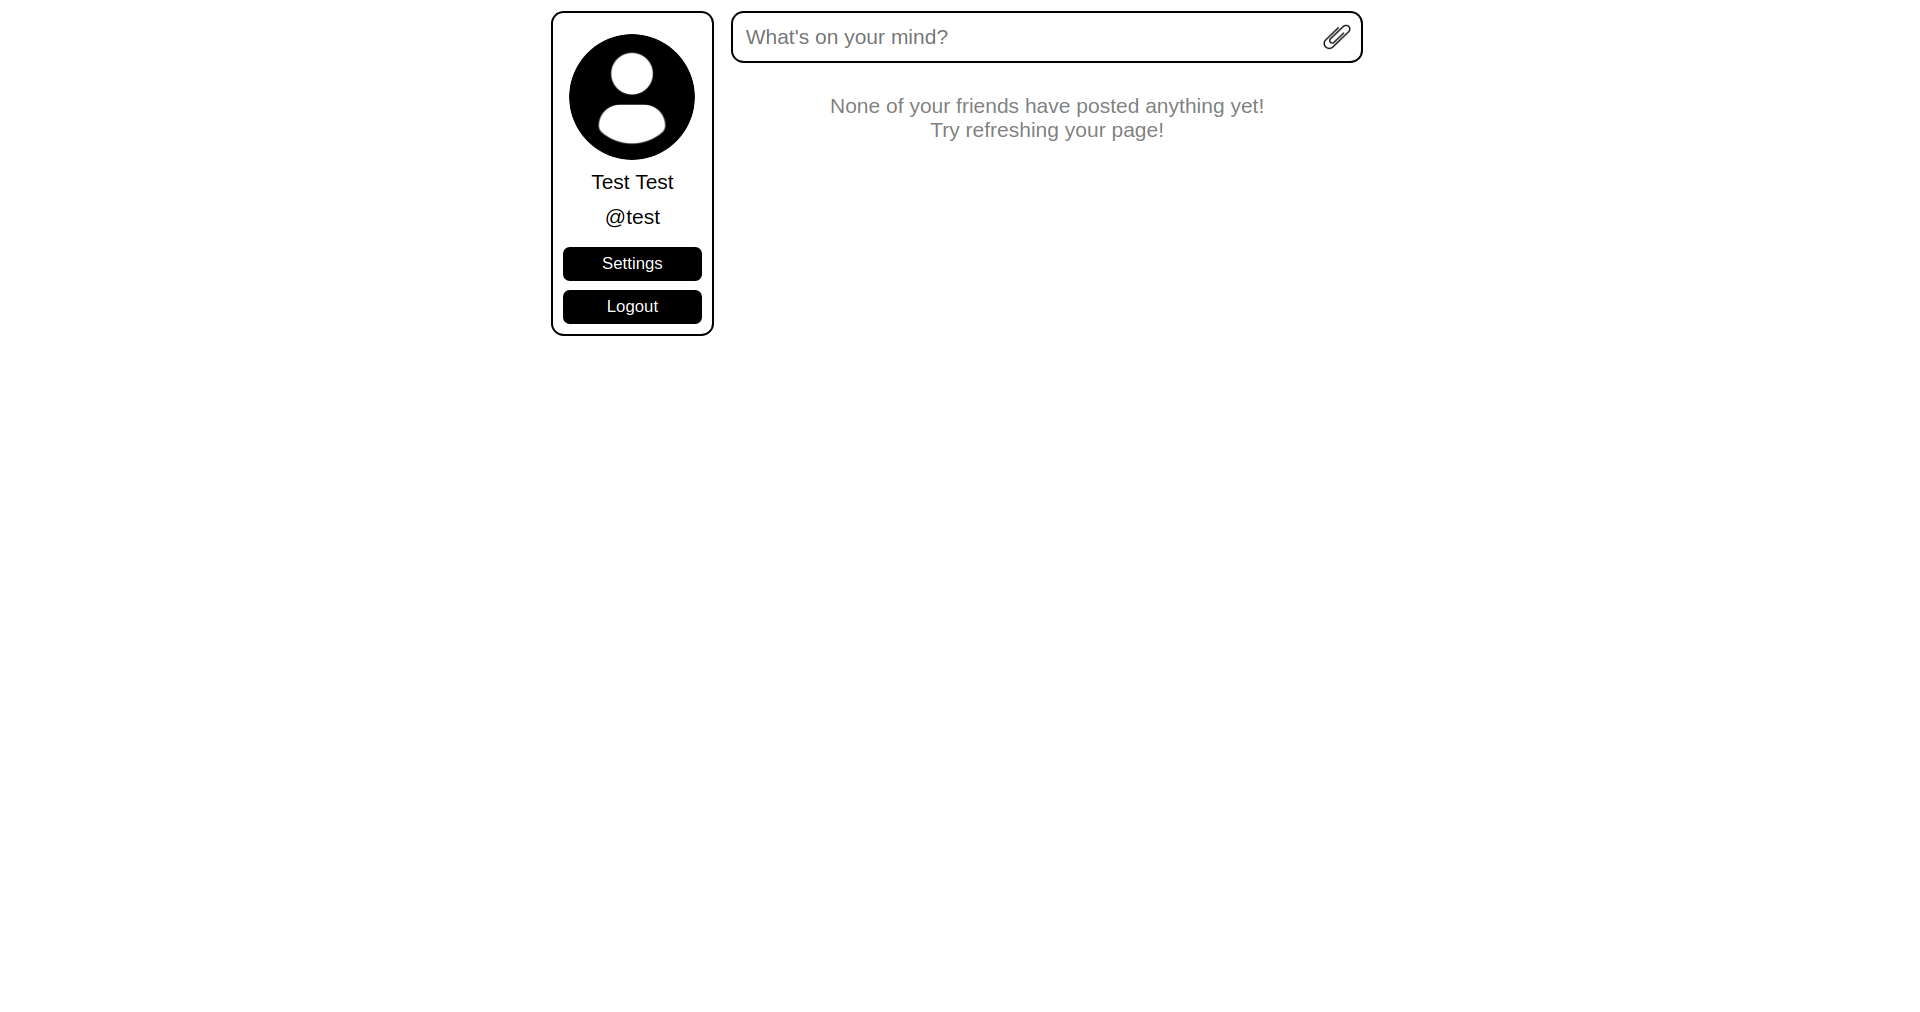 Test Test
@test
Settings
Logout
What's on your mind?
None of your friends have posted anything yet!
Try refreshing your page!